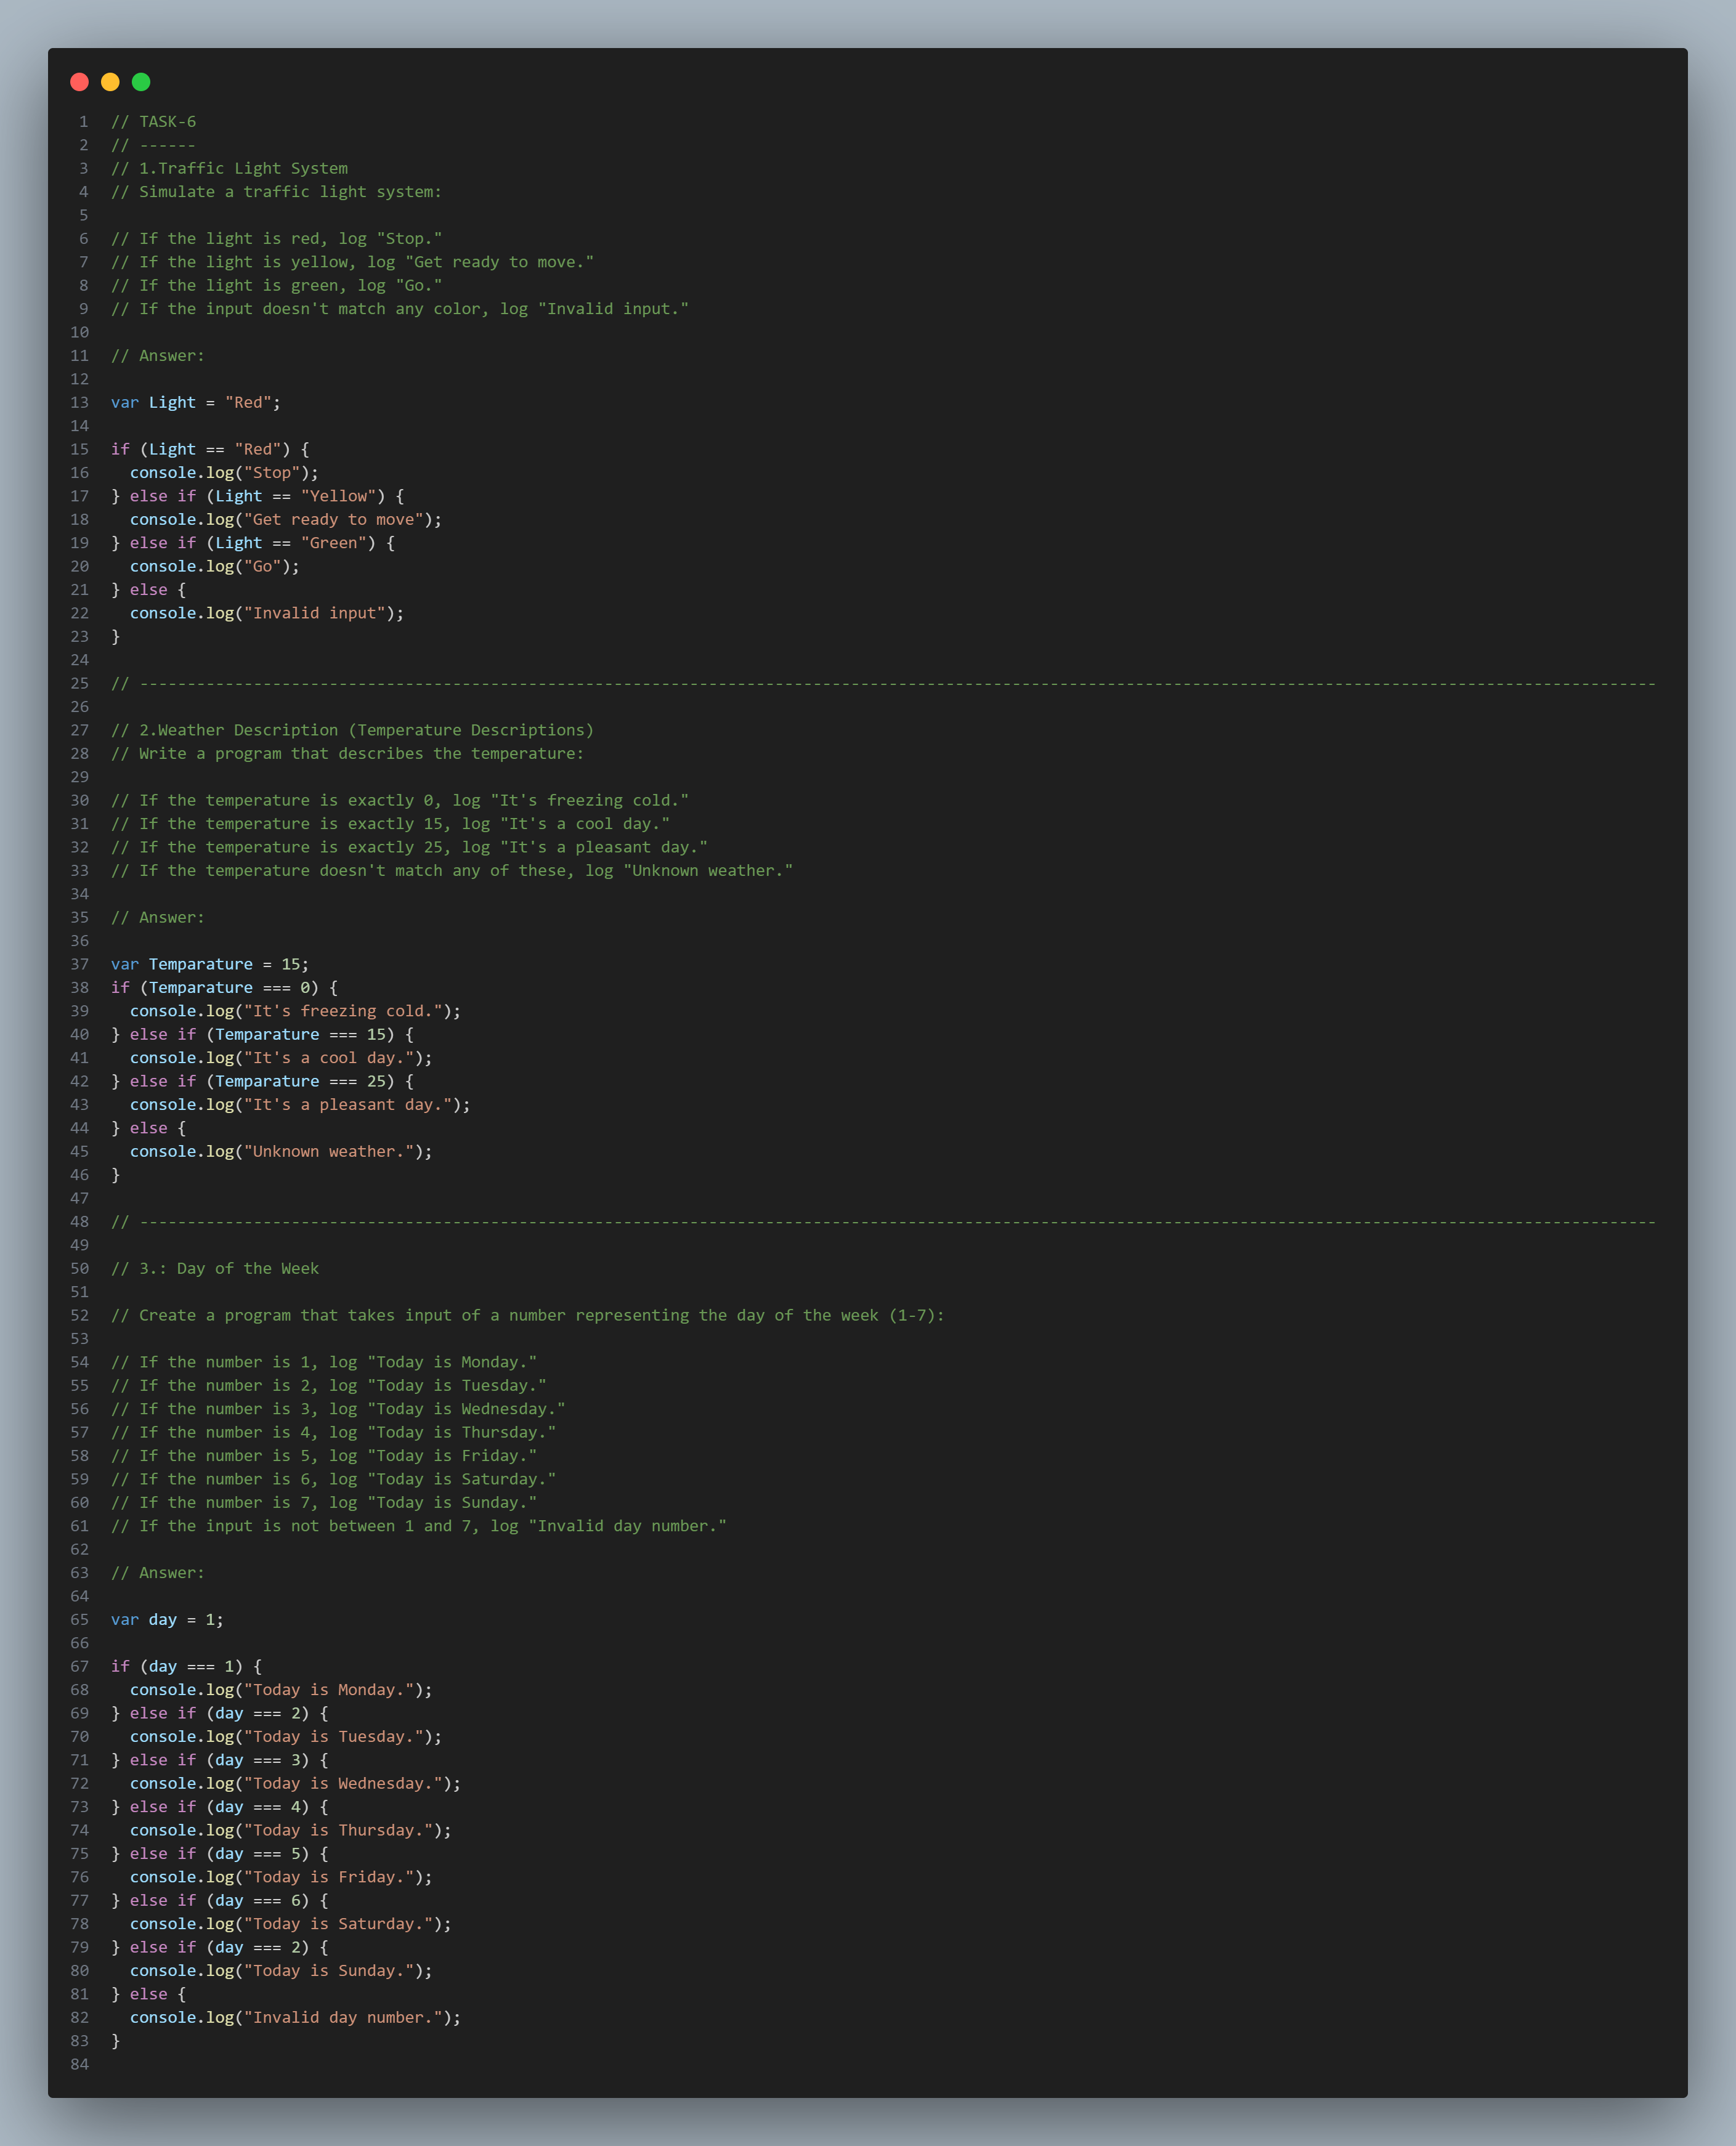 1 // TASK-6
2 // ------
3 // 1.Traffic Light System
4 // Simulate a traffic light system:
5
6 // If the light is red, log "Stop."
7 // If the light is yellow, log "Get ready to move."
8 // If the light is green, log "Go."
9 // If the input doesn't match any color, log "Invalid input."
10
11 // Answer:
12
13 var Light = "Red";
14
15 if (Light == "Red") {
16   console.log("Stop");
17 } else if (Light == "Yellow") {
18   console.log("Get ready to move");
19 } else if (Light == "Green") {
20   console.log("Go");
21 } else {
22   console.log("Invalid input");
23 }
24
25 // ----------------------------------------------------------------------------------------------------------------------------------------------------------------
26
27 // 2.Weather Description (Temperature Descriptions)
28 // Write a program that describes the temperature:
29
30 // If the temperature is exactly 0, log "It's freezing cold."
31 // If the temperature is exactly 15, log "It's a cool day."
32 // If the temperature is exactly 25, log "It's a pleasant day."
33 // If the temperature doesn't match any of these, log "Unknown weather."
34
35 // Answer:
36
37 var Temparature = 15;
38 if (Temparature === 0) {
39   console.log("It's freezing cold.");
40 } else if (Temparature === 15) {
41   console.log("It's a cool day.");
42 } else if (Temparature === 25) {
43   console.log("It's a pleasant day.");
44 } else {
45   console.log("Unknown weather.");
46 }
47
48 // ----------------------------------------------------------------------------------------------------------------------------------------------------------------
49
50 // 3.: Day of the Week
51
52 // Create a program that takes input of a number representing the day of the week (1-7):
53
54 // If the number is 1, log "Today is Monday."
55 // If the number is 2, log "Today is Tuesday."
56 // If the number is 3, log "Today is Wednesday."
57 // If the number is 4, log "Today is Thursday."
58 // If the number is 5, log "Today is Friday."
59 // If the number is 6, log "Today is Saturday."
60 // If the number is 7, log "Today is Sunday."
61 // If the input is not between 1 and 7, log "Invalid day number."
62
63 // Answer:
64
65 var day = 1;
66
67 if (day === 1) {
68   console.log("Today is Monday.");
69 } else if (day === 2) {
70   console.log("Today is Tuesday.");
71 } else if (day === 3) {
72   console.log("Today is Wednesday.");
73 } else if (day === 4) {
74   console.log("Today is Thursday.");
75 } else if (day === 5) {
76   console.log("Today is Friday.");
77 } else if (day === 6) {
78   console.log("Today is Saturday.");
79 } else if (day === 2) {
80   console.log("Today is Sunday.");
81 } else {
82   console.log("Invalid day number.");
83 }
84